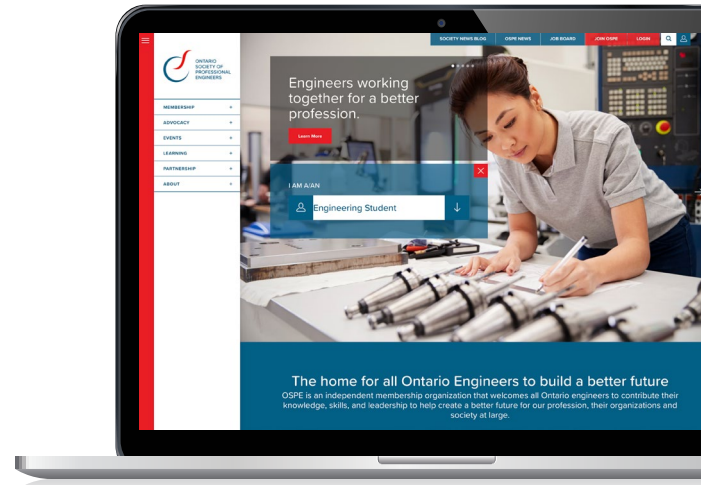 SOCIETY NEWS BLOG
OSPE NEWS
JOB BOARD
JOIN OSPE
LOGIN
ONTARIO
SOCIETY OF
PROFESSIONAL
ENGINEERS
MEMBERSHIP +
ADVOCACY +
EVENTS +
LEARNING +
PARTNERSHIP +
ABOUT +
Engineers working
together for a better
profession.
Learn More
I AM A/AN
Engineering Student
The home for all Ontario Engineers to build a better future
OSPE is an independent membership organization that welcomes all Ontario engineers to contribute their
knowledge, skills, and leadership to help create a better future for our profession, their organizations and
society at large.